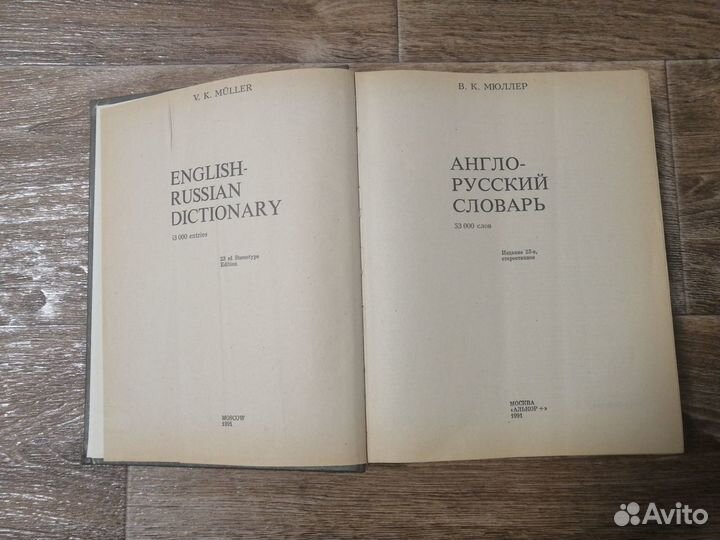 V. K. MÜLLER
ENGLISH-
RUSSIAN
DICTIONARY
53 000 entries
23 d Stereotype
Edition
MOSCOW
1991
В. К. МЮЛЛЕР
АНГЛО-
РУССКИЙ
СЛОВАРЬ
53 000 слов
Издание 23-е,
стереотипное
МОСКВА
«АЛЬКОР +»
1991
Avito